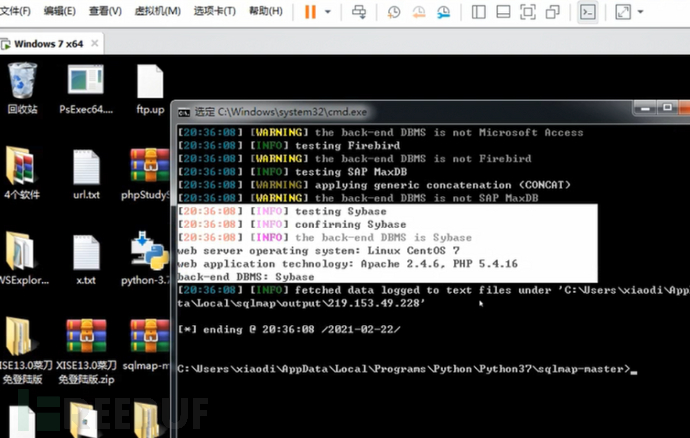 文件(F) 编辑(E) 查看(V) 虚拟机(M) 选项卡(T) 帮助(H)
Windows 7 x64
回收站
PsExec64....
ftp.up
4个软件
url.txt
phpStudyS
WSExplor...
x.txt
python-3.7
XISE13.0菜刀
免登陆版
XISE13.0菜刀
免登陆版.zip
sqlmap-m
选定 C:\Windows\system32\cmd.exe
[20:36:08] [WARNING] the back-end DBMS is not Microsoft Access
[20:36:08] [INFO] testing Firebird
[20:36:08] [WARNING] the back-end DBMS is not Firebird
[20:36:08] [INFO] testing SAP MaxDB
[20:36:08] [WARNING] applying generic concatenation (CONCAT)
[20:36:08] [WARNING] the back-end DBMS is not SAP MaxDB
[20:36:08] [INFO] testing Sybase
[20:36:08] [INFO] confirming Sybase
[20:36:08] [INFO] the back-end DBMS is Sybase
web server operating system: Linux CentOS 7
web application technology: Apache 2.4.6, PHP 5.4.16
back-end DBMS: Sybase
[20:36:08] [INFO] fetched data logged to text files under 'C:\Users\xiaodi\App
ta\Local\sqlmap\output\219.153.49.228'
[*] ending @ 20:36:08 /2021-02-22/
C:\Users\xiaodi\AppData\Local\Programs\Python\Python37\sqlmap-master>
FREEBUF